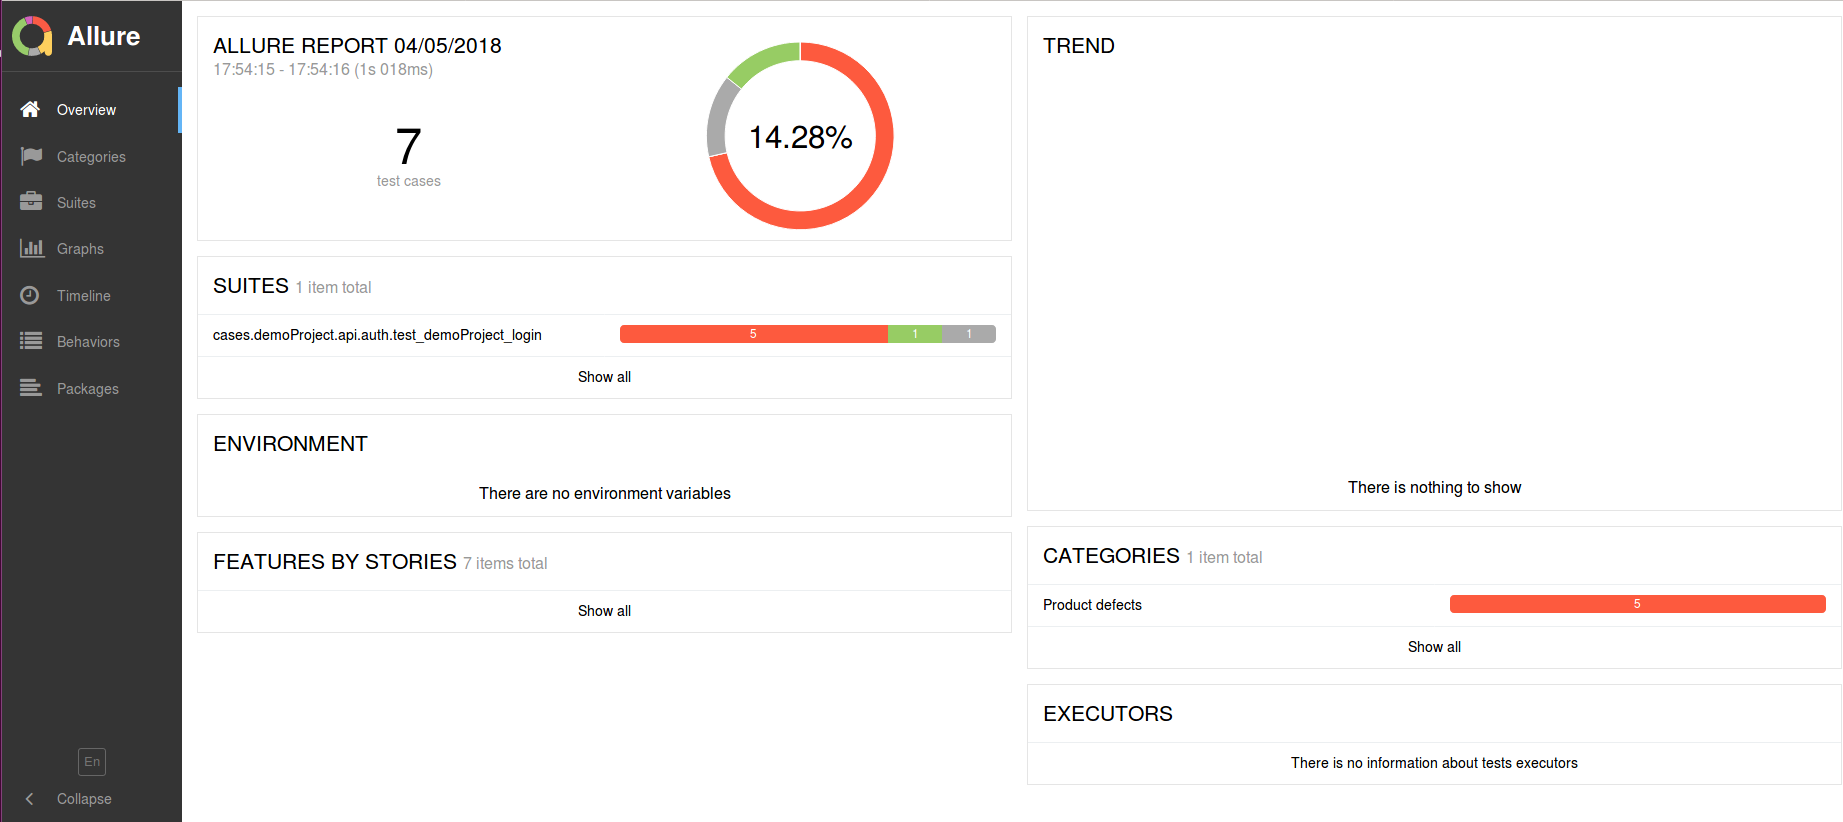 Allure
Overview
Categories
Suites
Graphs
Timeline
Behaviors
Packages
En
Collapse
ALLURE REPORT 04/05/2018
17:54:15 - 17:54:16 (1s 018ms)
7
test cases
14.28%
SUITES 1 item total
cases.demoProject.api.auth.test_demoProject_login 5 1 1
Show all
ENVIRONMENT
There are no environment variables
FEATURES BY STORIES 7 items total
Show all
TREND
There is nothing to show
CATEGORIES 1 item total
Product defects 5
Show all
EXECUTORS
There is no information about tests executors